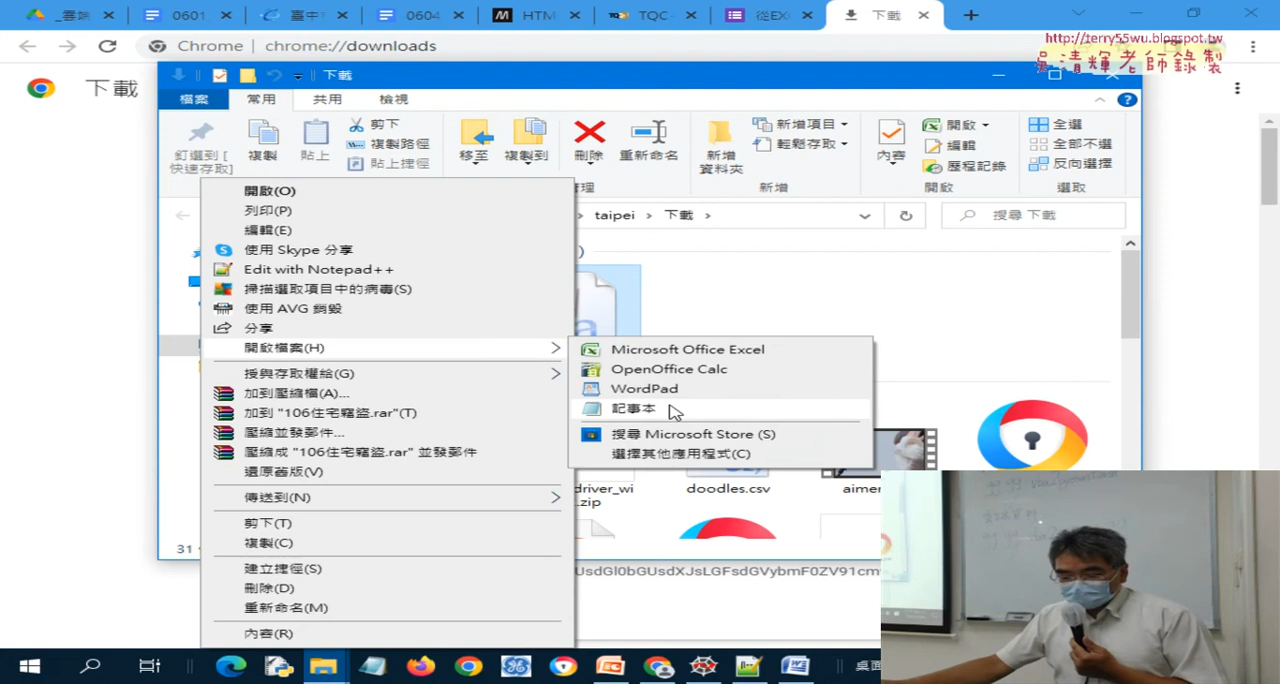 _雲端
0601
臺中
0604
HTM
TQC
從EX
下載
Chrome
chrome://downloads
http://terry55wu.blogspot.tw
吳清輝老師錄製
下載
下載
檔案
常用
共用
檢視
釘選到 [
快速存取]
複製
貼上
剪下
複製路徑
貼上捷徑
移至
複製到
刪除
重新命名
新增
資料夾
新增項目
輕鬆存取
內容
開啟
編輯
歷程記錄
全選
全部不選
反向選擇
理
新增
開啟
選取
taipei
下載
搜尋 下載
開啟(O)
列印(P)
編輯(E)
使用 Skype 分享
Edit with Notepad++
掃描選取項目中的病毒(S)
使用 AVG 銷毀
分享
開啟檔案(H)
授與存取權給(G)
加到壓縮檔(A)...
加到 "106住宅竊盜.rar"(T)
壓縮並發郵件...
壓縮成 "106住宅竊盜.rar" 並發郵件
還原舊版(V)
傳送到(N)
剪下(T)
複製(C)
建立捷徑(S)
刪除(D)
重新命名(M)
內容(R)
Microsoft Office Excel
OpenOffice Calc
WordPad
記事本
搜尋 Microsoft Store (S)
選擇其他應用程式(C)
driver_wi
.zip
doodles.csv
aimer
31
UsdGl0bGUsdXJsLGFsdGVybmF0ZV91cm
桌面